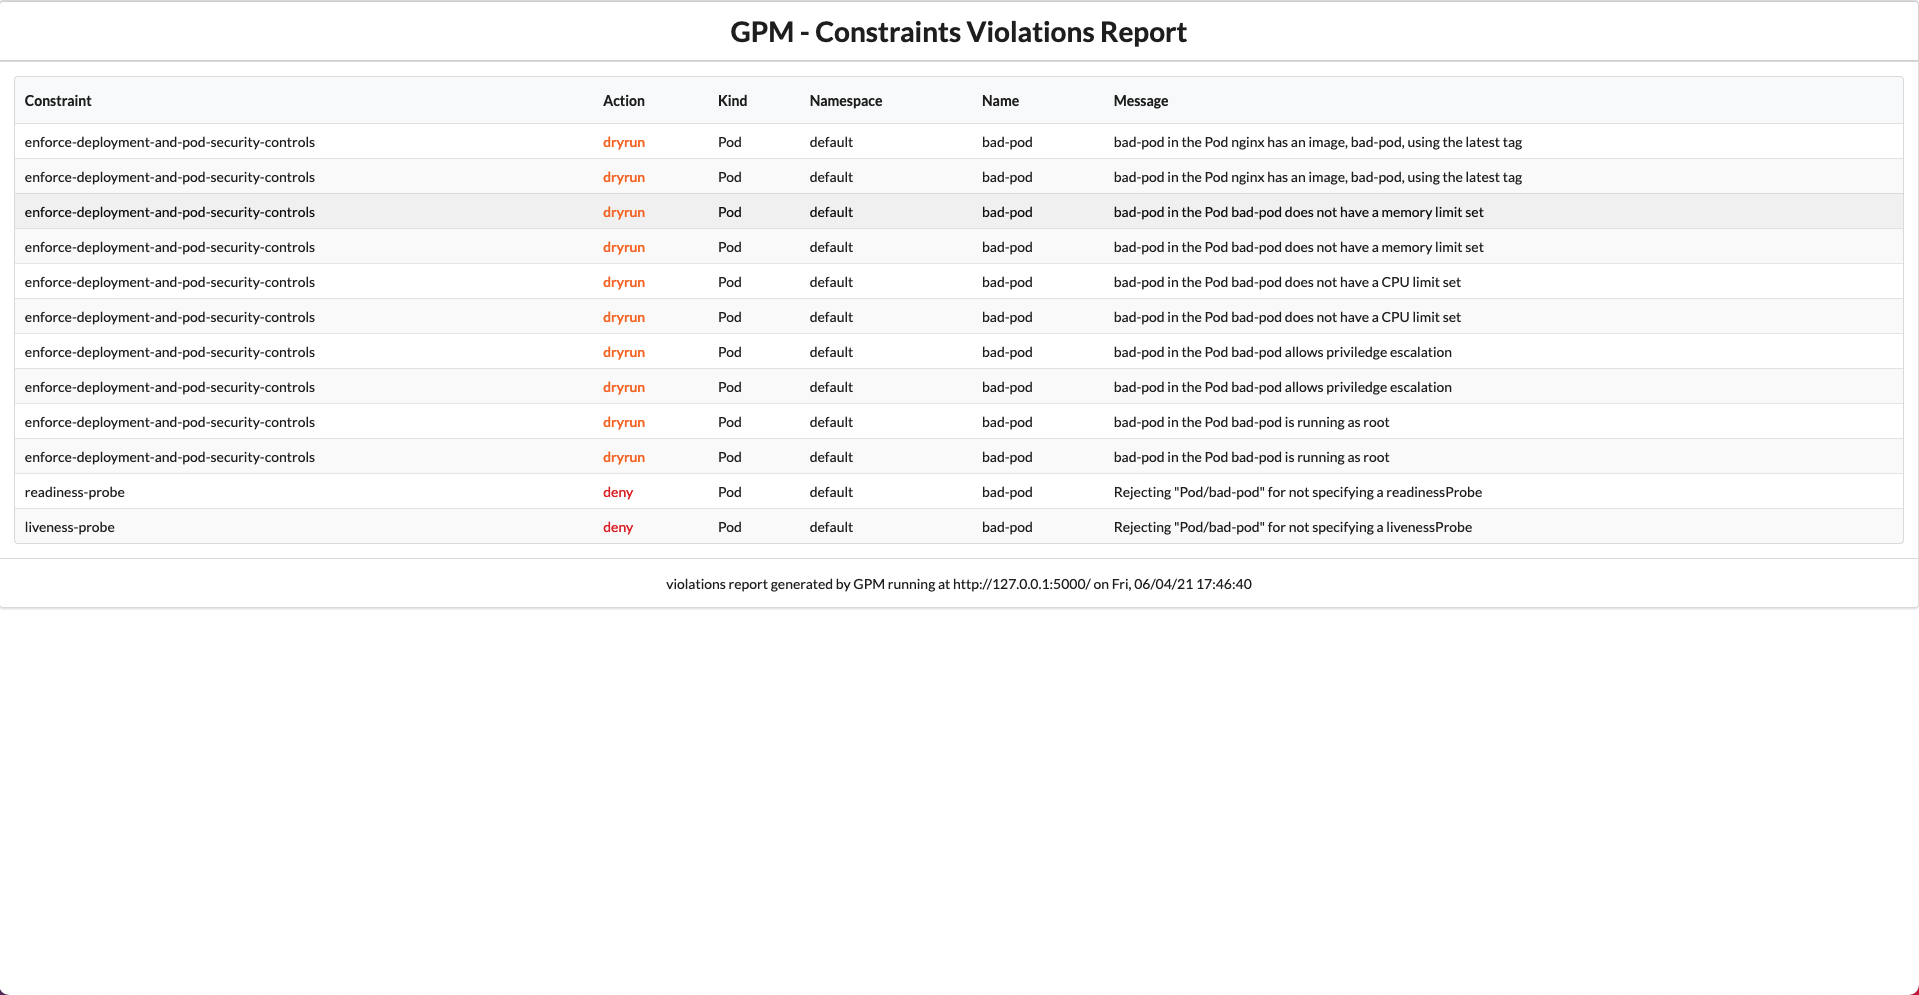 GPM - Constraints Violations Report
Constraint Action Kind Namespace Name Message
enforce-deployment-and-pod-security-controls dryrun Pod default bad-pod bad-pod in the Pod nginx has an image, bad-pod, using the latest tag
enforce-deployment-and-pod-security-controls dryrun Pod default bad-pod bad-pod in the Pod nginx has an image, bad-pod, using the latest tag
enforce-deployment-and-pod-security-controls dryrun Pod default bad-pod bad-pod in the Pod bad-pod does not have a memory limit set
enforce-deployment-and-pod-security-controls dryrun Pod default bad-pod bad-pod in the Pod bad-pod does not have a memory limit set
enforce-deployment-and-pod-security-controls dryrun Pod default bad-pod bad-pod in the Pod bad-pod does not have a CPU limit set
enforce-deployment-and-pod-security-controls dryrun Pod default bad-pod bad-pod in the Pod bad-pod does not have a CPU limit set
enforce-deployment-and-pod-security-controls dryrun Pod default bad-pod bad-pod in the Pod bad-pod allows priviledge escalation
enforce-deployment-and-pod-security-controls dryrun Pod default bad-pod bad-pod in the Pod bad-pod allows priviledge escalation
enforce-deployment-and-pod-security-controls dryrun Pod default bad-pod bad-pod in the Pod bad-pod is running as root
enforce-deployment-and-pod-security-controls dryrun Pod default bad-pod bad-pod in the Pod bad-pod is running as root
readiness-probe deny Pod default bad-pod Rejecting "Pod/bad-pod" for not specifying a readinessProbe
liveness-probe deny Pod default bad-pod Rejecting "Pod/bad-pod" for not specifying a livenessProbe
violations report generated by GPM running at http://127.0.0.1:5000/ on Fri, 06/04/21 17:46:40